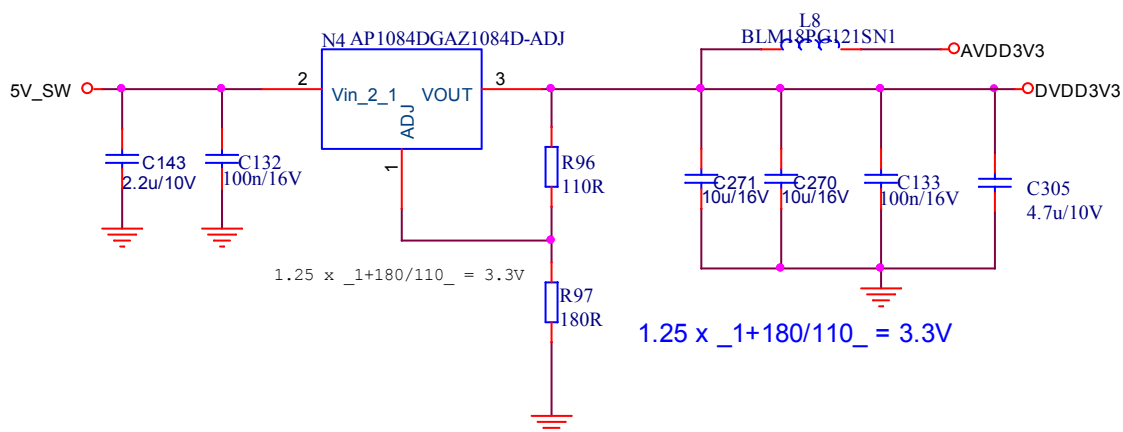 L8
BLM18PG121SN1
AVDD3V3
N4 AP1084DGAZ1084D-ADJ
5V_SW
2
Vin_2_1
VOUT
3
DVDD3V3
ADJ
1
C143
2.2u/10V
C132
100n/16V
R96
110R
C271
10u/16V
C270
10u/16V
C133
100n/16V
C305
4.7u/10V
1.25 x _1+180/110_ = 3.3V
R97
180R
1.25 x _1+180/110_ = 3.3V